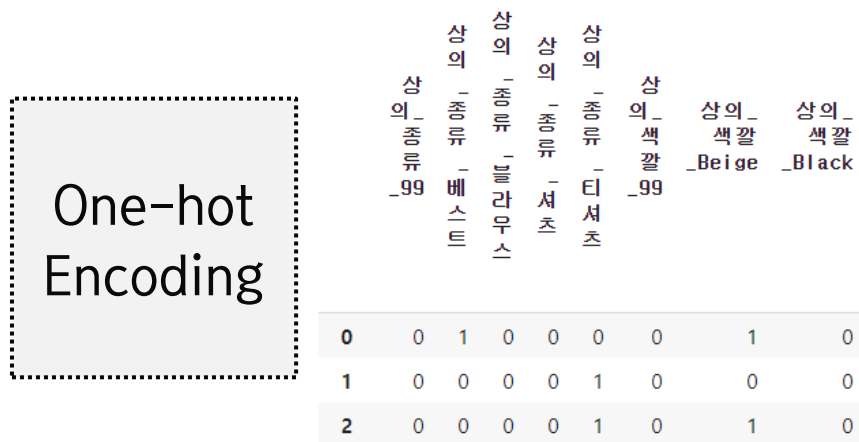 One-hot
Encoding
상의_종류_99 상의_종류_베스트 상의_종류_블라우스 상의_종류_셔츠 상의_종류_티셔츠 상의_색깔_99 상의_색깔_Beige 상의_색깔_Black
0 0 1 0 0 0 0 1 0
1 0 0 0 0 1 0 0 0
2 0 0 0 0 1 0 1 0